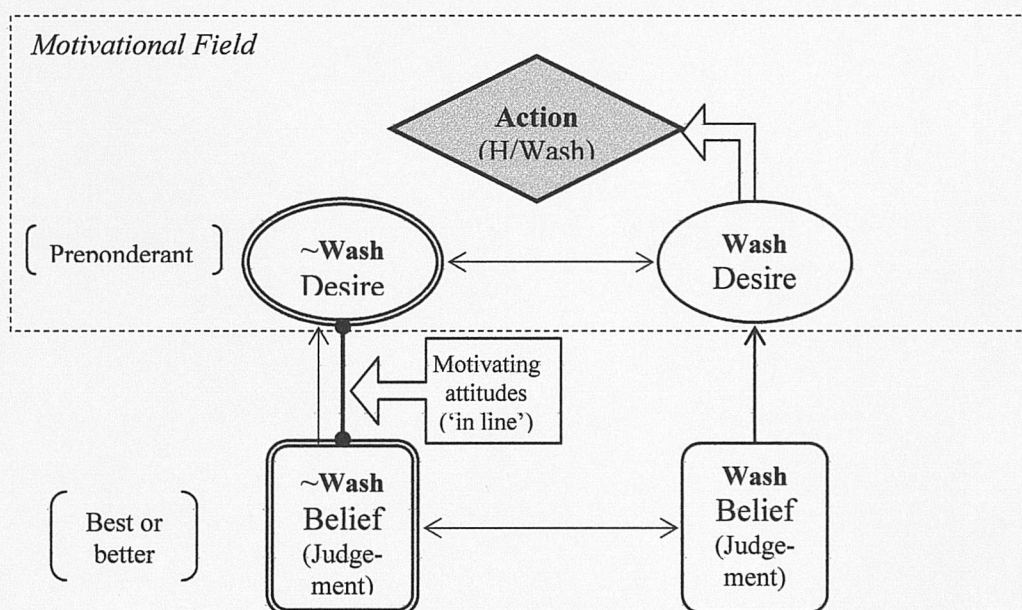 Motivational Field
Action
(H/Wash)
Preponderant
~Wash
Desire
Wash
Desire
Motivating
attitudes
(‘in line’)
Best or
better
~Wash
Belief
(Judge-
ment)
Wash
Belief
(Judge-
ment)